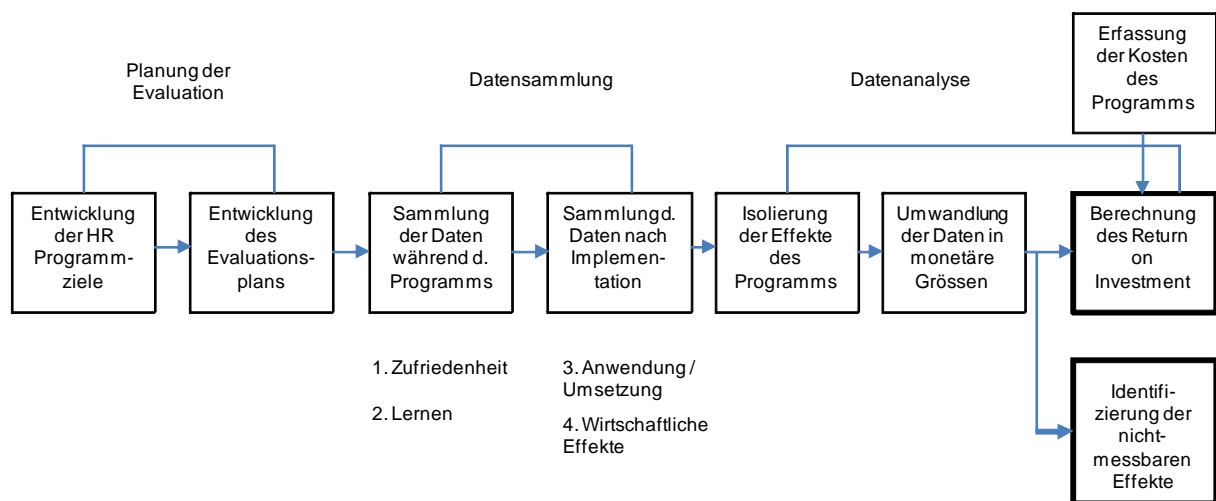 Planung der
Evaluation
Datensammlung
Datenanalyse
Erfassung
der Kosten
des
Programms
Entwicklung
der HR
Programm-
ziele
Entwicklung
des
Evaluations-
plans
Sammlung
der Daten
während d.
Programms
Sammlung d.
Daten nach
Implemen-
tation
Isolierung
der Effekte
des
Programms
Umwandlung
der Daten in
monetäre
Grössen
Berechnung
des Return
on
Investment
1. Zufriedenheit
2. Lernen
3. Anwendung /
Umsetzung
4. Wirtschaftliche
Effekte
Identifi-
zierung der
nicht-
messbaren
Effekte